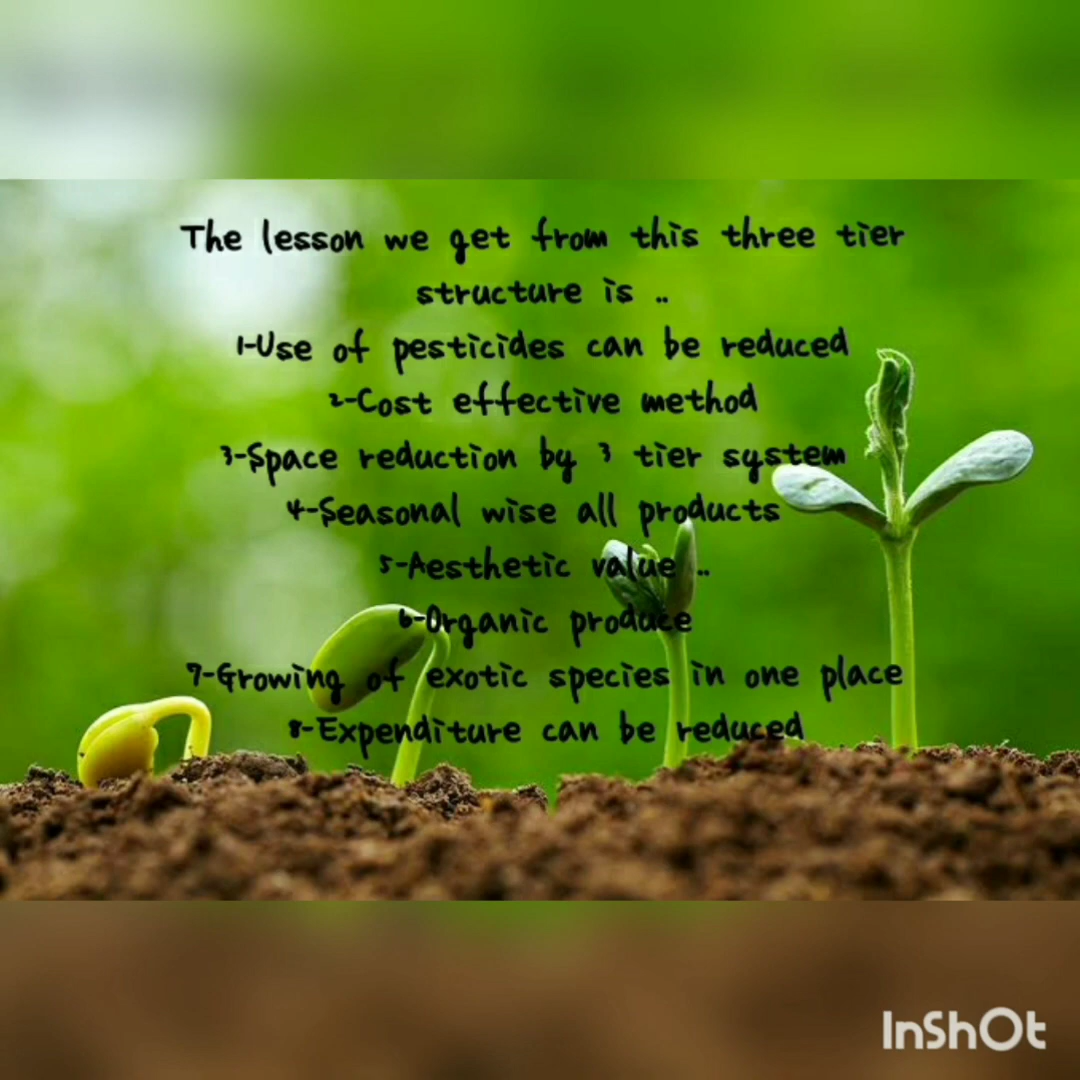 The lesson we get from this three tier
structure is ..
1-Use of pesticides can be reduced
2-Cost effective method
3-Space reduction by 3 tier system
4-Seasonal wise all products
5-Aesthetic value ..
6-Organic produce
7-Growing of exotic species in one place
8-Expenditure can be reduced
InShOt